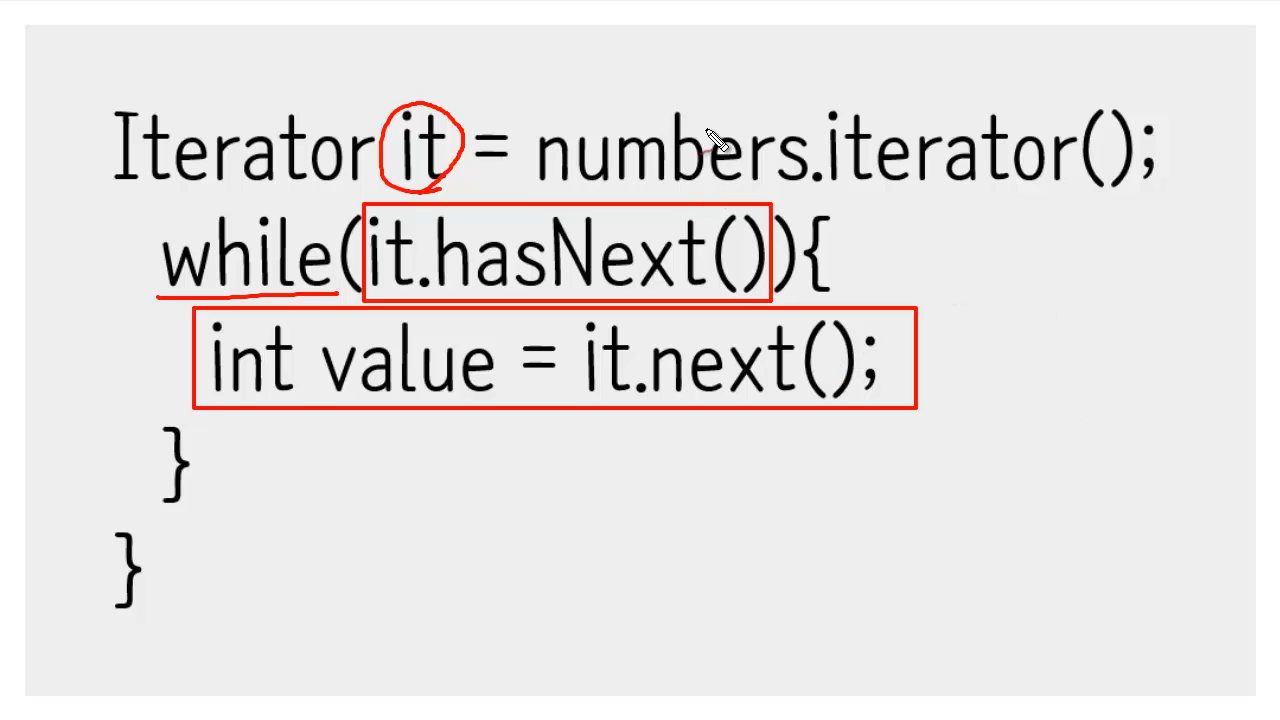 Iterator it = numbers.iterator();
while(it.hasNext()){
int value = it.next();
}
}